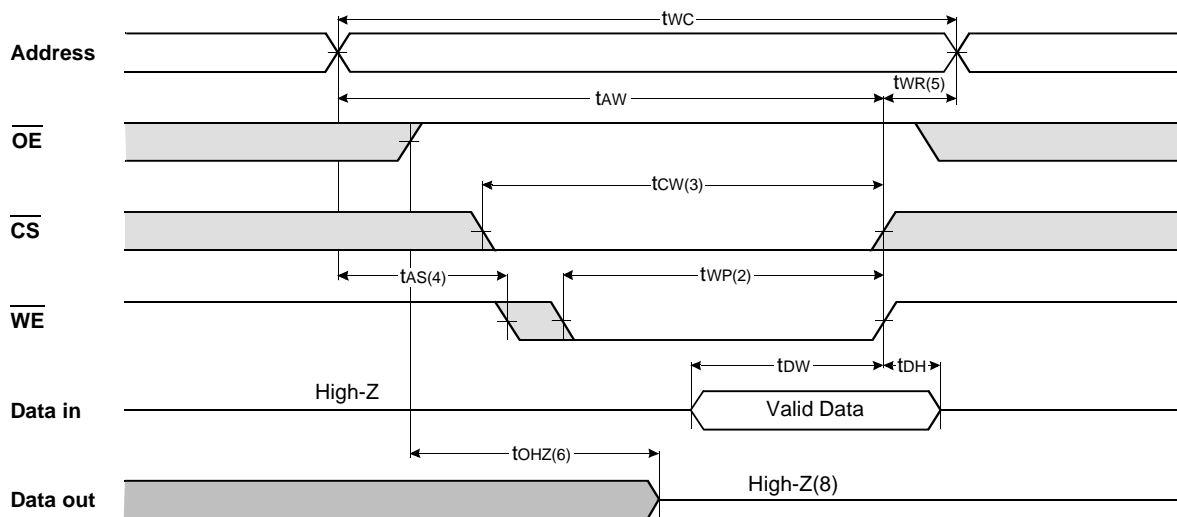 tWC
Address
tAW
tWR(5)
OE
tCW(3)
CS
tAS(4)
tWP(2)
WE
tDW
tDH
High-Z
Data in
Valid Data
tOHZ(6)
High-Z(8)
Data out